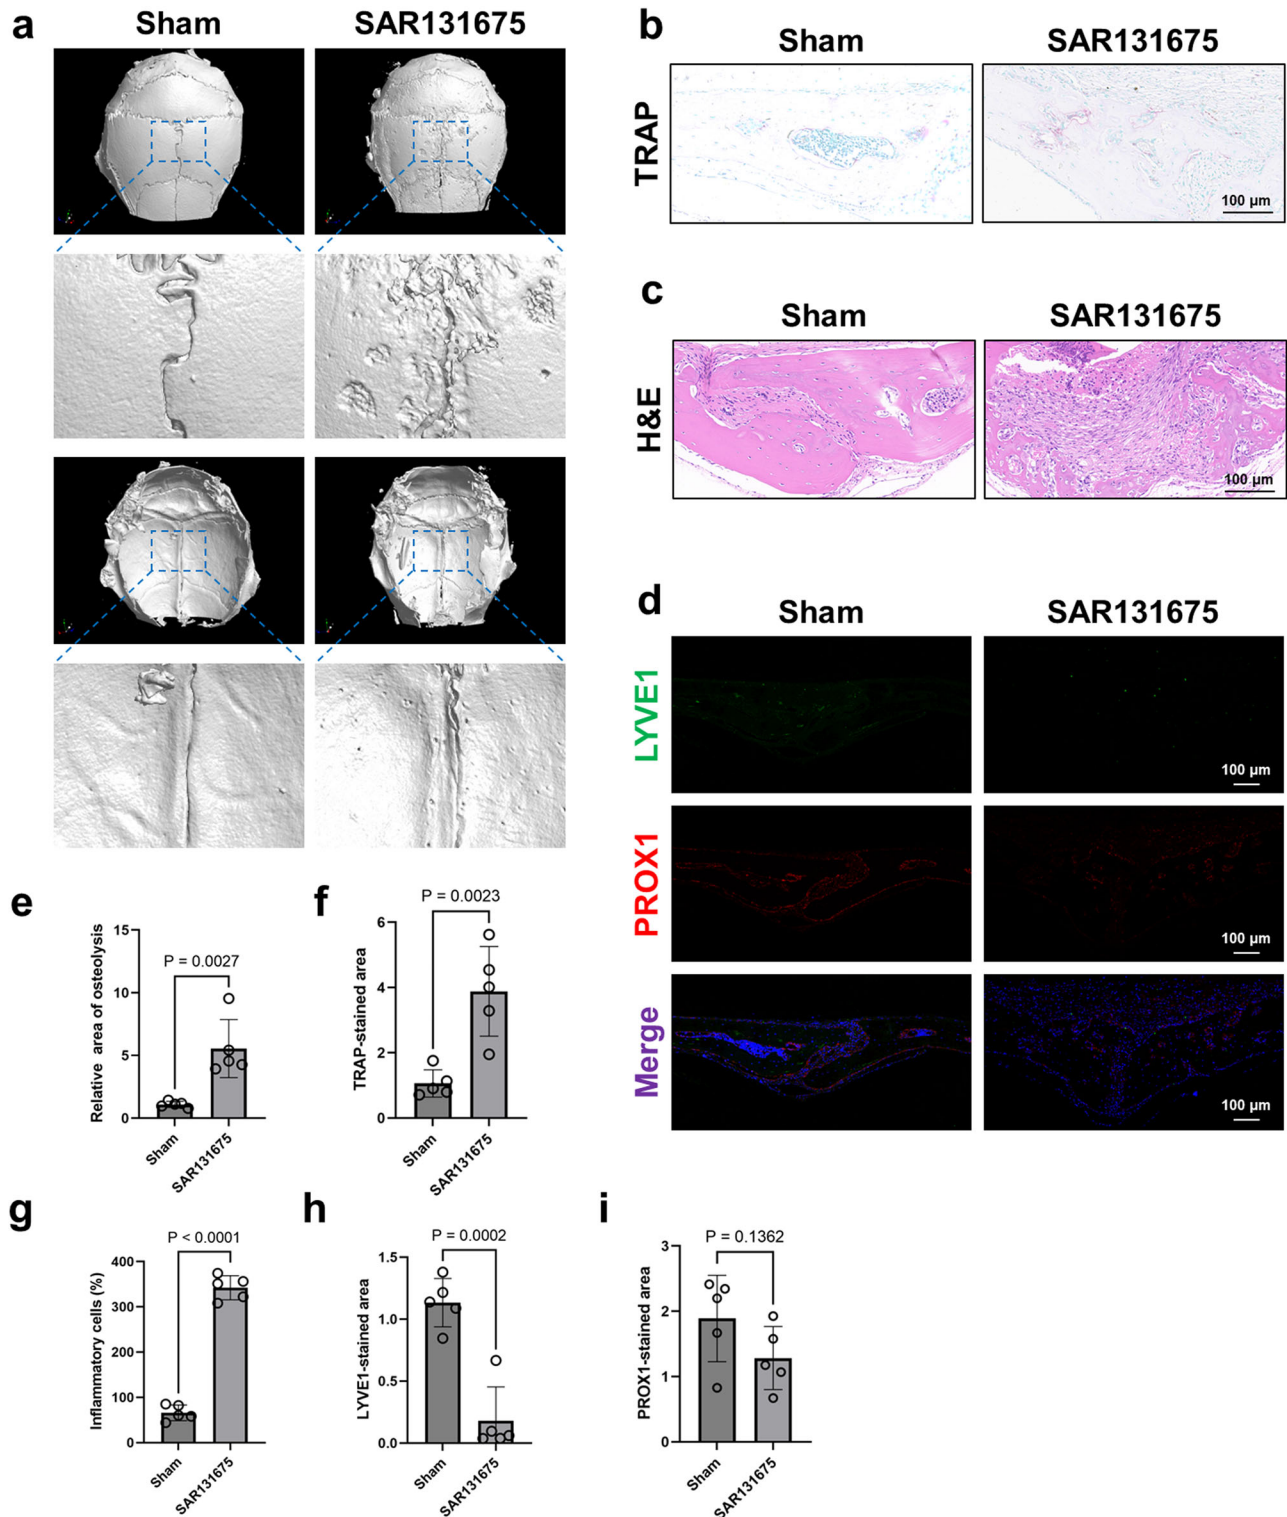 a
Sham
SAR131675
b
Sham
SAR131675
TRAP
100 µm
c
Sham
SAR131675
H&E
100 µm
d
Sham
SAR131675
LYVE1
100 µm
PROX1
100 µm
Merge
100 µm
e
P = 0.0027
Relative area of osteolysis
15
10
5
0
Sham
SAR131675
f
P = 0.0023
TRAP-stained area
6
4
2
0
Sham
SAR131675
g
P < 0.0001
Inflammatory cells (%)
400
300
200
100
0
Sham
SAR131675
h
P = 0.0002
LYVE1-stained area
1.5
1.0
0.5
0.0
Sham
SAR131675
i
P = 0.1362
PROX1-stained area
3
2
1
0
Sham
SAR131675